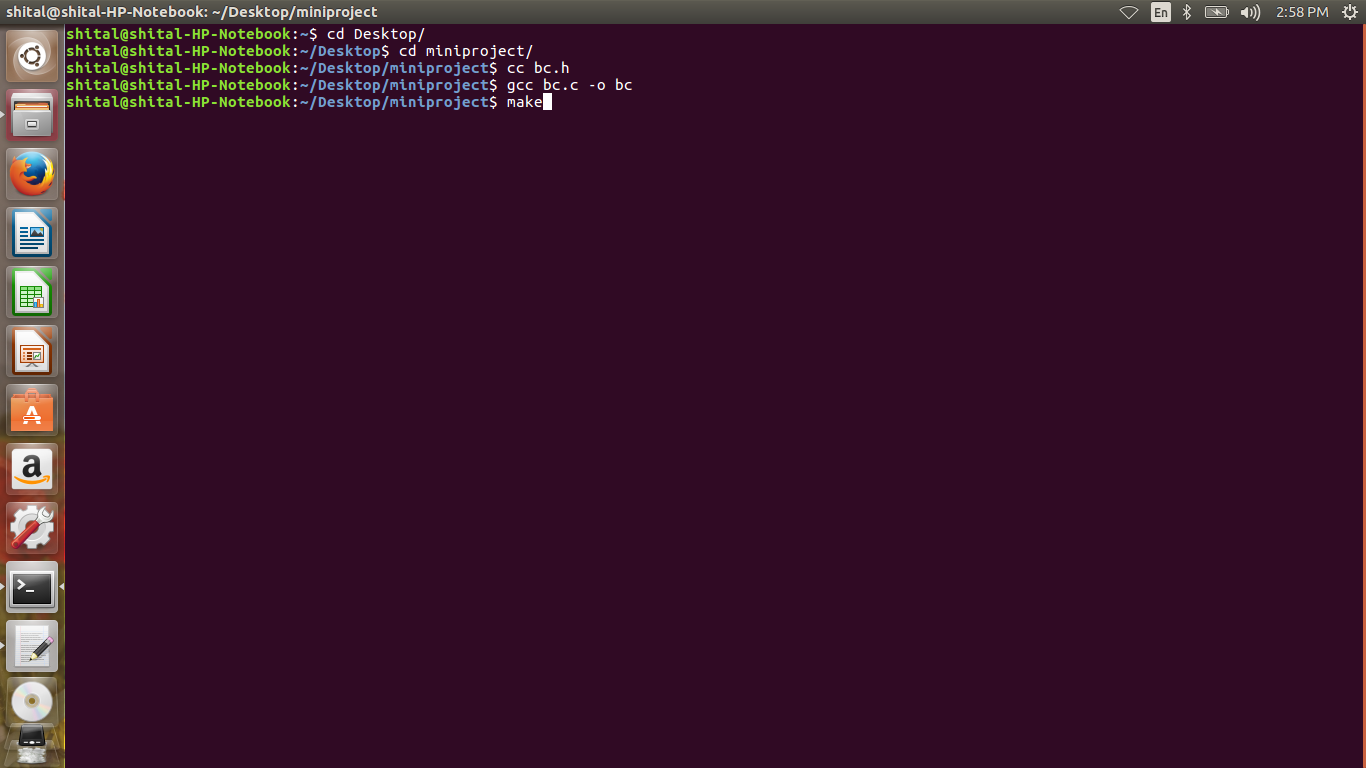 shital@shital-HP-Notebook: ~/Desktop/miniproject
En
2:58 PM
shital@shital-HP-Notebook:~$ cd Desktop/
shital@shital-HP-Notebook:~/Desktop$ cd miniproject/
shital@shital-HP-Notebook:~/Desktop/miniproject$ cc bc.h
shital@shital-HP-Notebook:~/Desktop/miniproject$ gcc bc.c -o bc
shital@shital-HP-Notebook:~/Desktop/miniproject$ make
A
a
>_